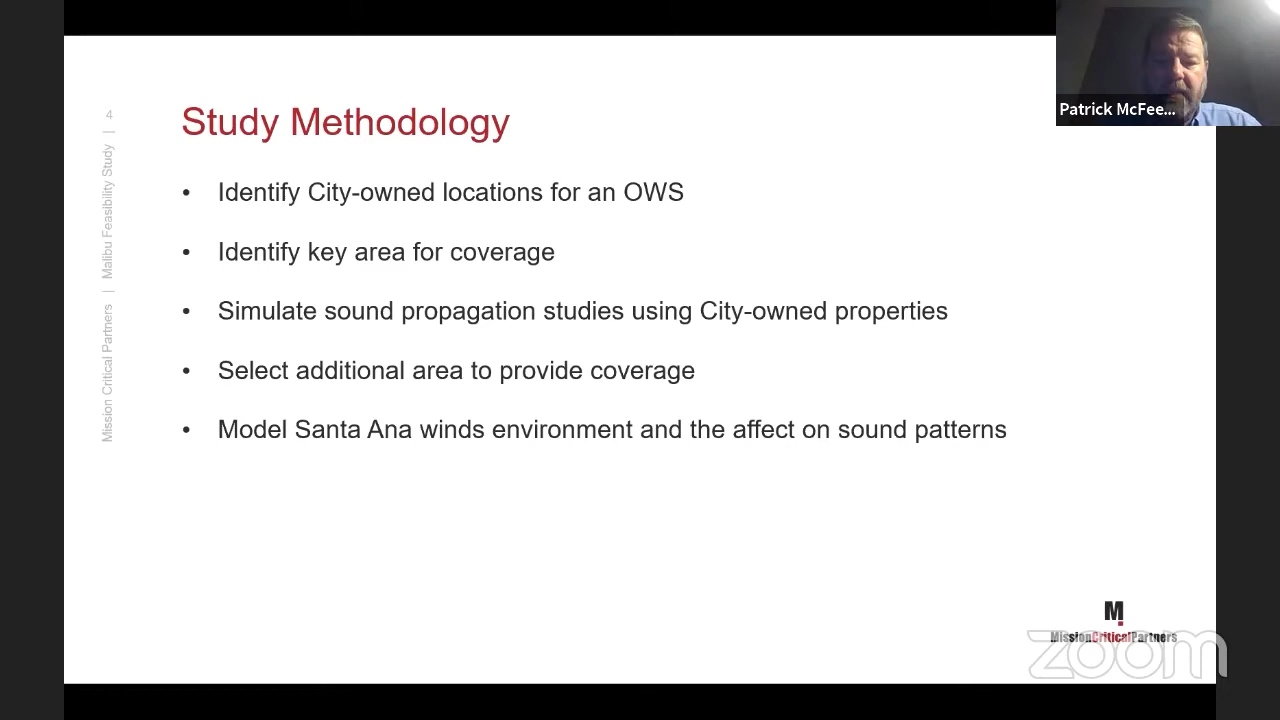 Patrick McFee...
4 | Malibu Feasibility Study | Mission Critical Partners
Study Methodology
• Identify City-owned locations for an OWS
• Identify key area for coverage
• Simulate sound propagation studies using City-owned properties
• Select additional area to provide coverage
• Model Santa Ana winds environment and the affect on sound patterns
M
MissionCriticalPartners
zoom